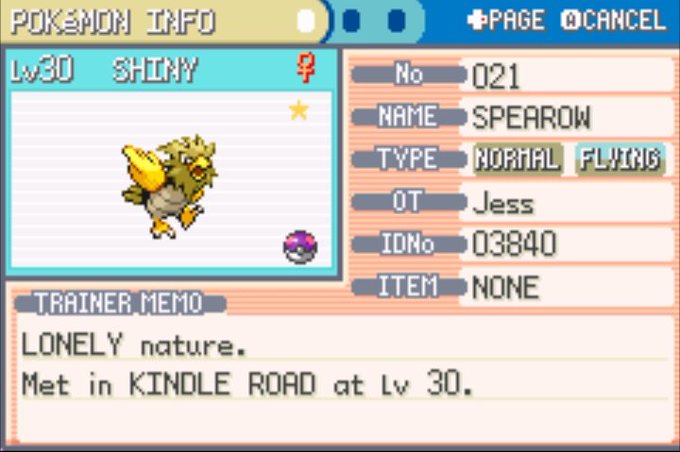 POKéMON INFO
PAGE CANCEL
Lv30 SHINY ♀
No 021
NAME SPEAROW
TYPE NORMAL FLYING
OT Jess
IDNo 03840
ITEM NONE
TRAINER MEMO
LONELY nature.
Met in KINDLE ROAD at Lv 30.